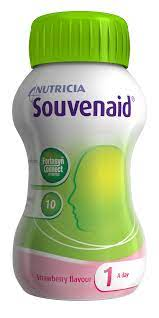 NUTRICIA
Souvenaid®
Fortasyn
Connect
10
Strawberry flavour
1 A day